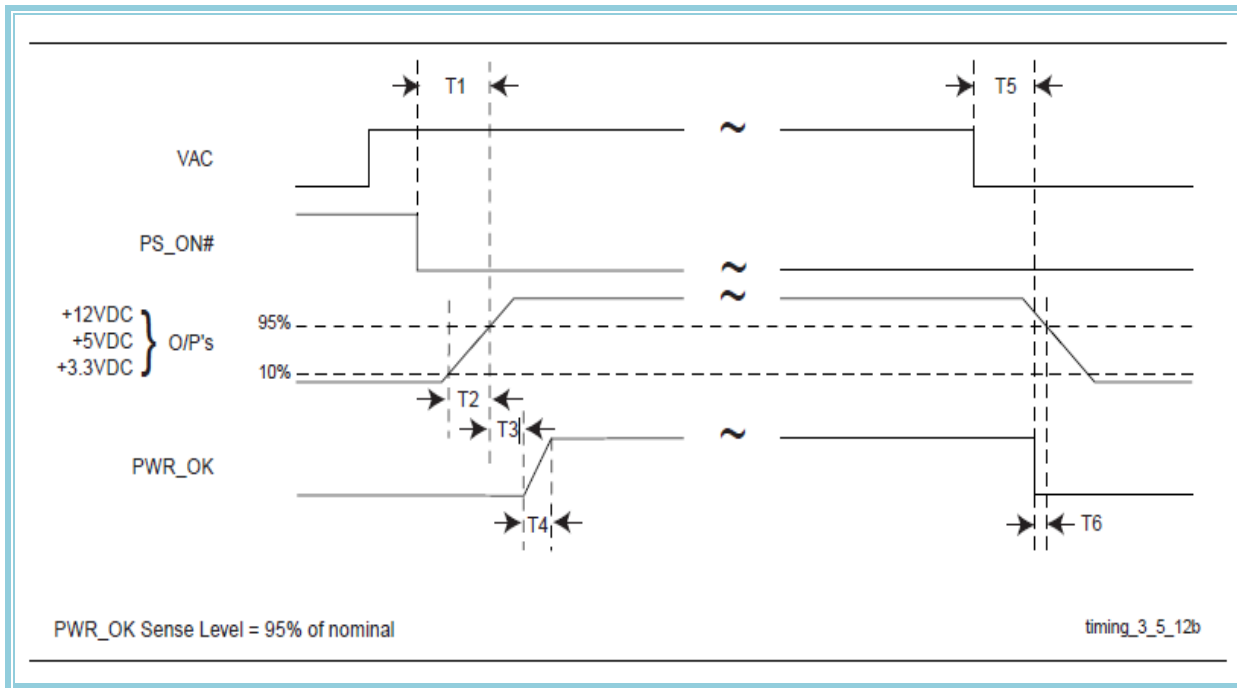 T1
T5
VAC
~
PS_ON#
~
~
+12VDC
+5VDC
+3.3VDC
} O/P's
95%
10%
T2
T3
PWR_OK
~
T4
T6
PWR_OK Sense Level = 95% of nominal
timing_3_5_12b